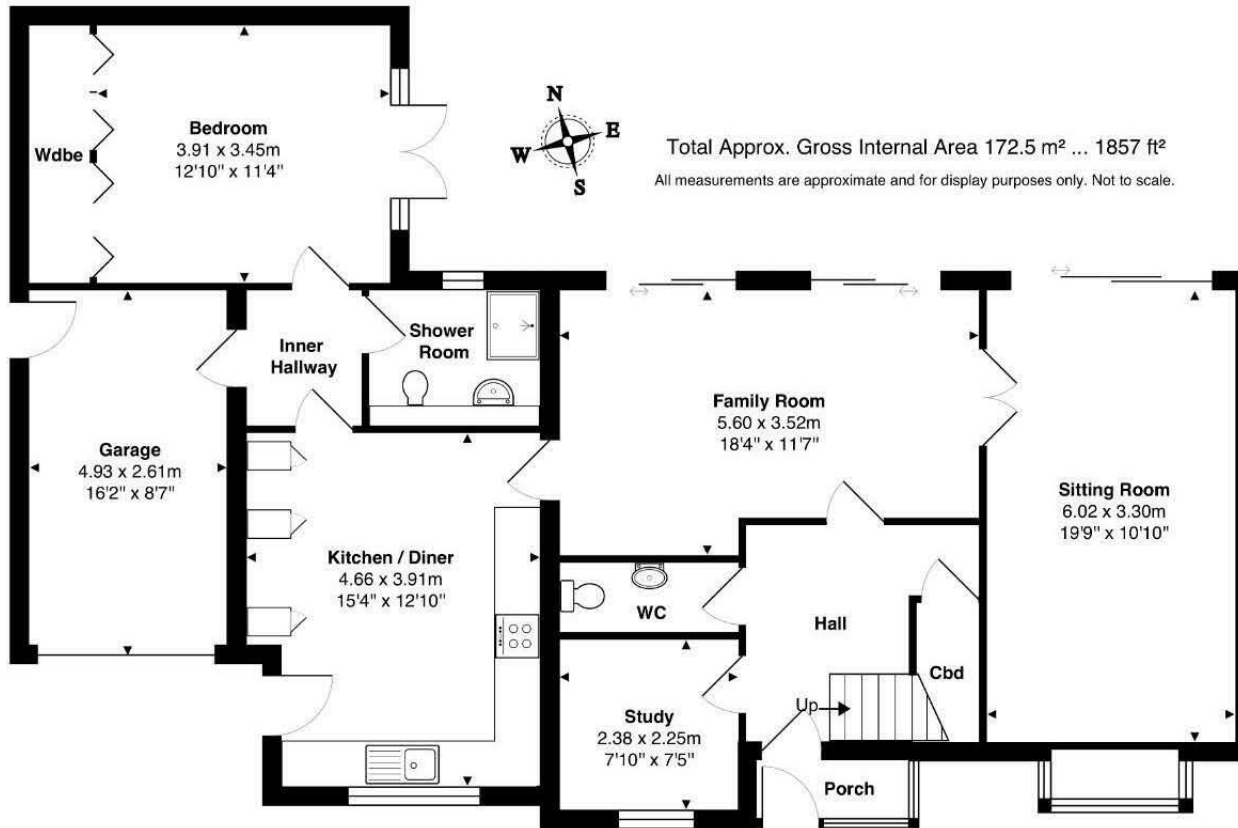 Wdbe
Bedroom
3.91 x 3.45m
12'10" x 11'4"
N
E
W
S
Total Approx. Gross Internal Area 172.5 m² ... 1857 ft²
All measurements are approximate and for display purposes only. Not to scale.
Inner
Hallway
Shower
Room
Family Room
5.60 x 3.52m
18'4" x 11'7"
Garage
4.93 x 2.61m
16'2" x 8'7"
Sitting Room
6.02 x 3.30m
19'9" x 10'10"
Kitchen / Diner
4.66 x 3.91m
15'4" x 12'10"
WC
Hall
Cbd
Up
Study
2.38 x 2.25m
7'10" x 7'5"
Porch